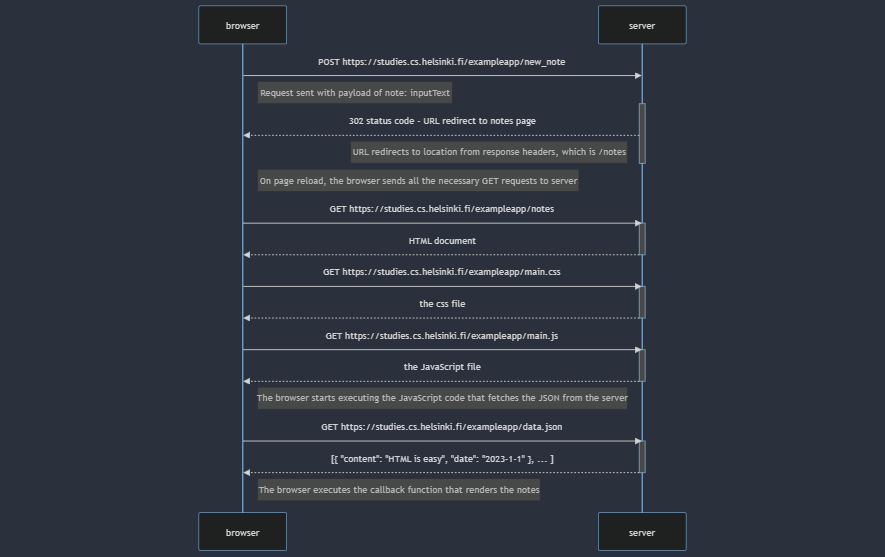 browser server
POST https://studies.cs.helsinki.fi/exampleapp/new_note
Request sent with payload of note: inputText
302 status code - URL redirect to notes page
URL redirects to location from response headers, which is /notes
On page reload, the browser sends all the necessary GET requests to server
GET https://studies.cs.helsinki.fi/exampleapp/notes
HTML document
GET https://studies.cs.helsinki.fi/exampleapp/main.css
the css file
GET https://studies.cs.helsinki.fi/exampleapp/main.js
the JavaScript file
The browser starts executing the JavaScript code that fetches the JSON from the server
GET https://studies.cs.helsinki.fi/exampleapp/data.json
[{ "content": "HTML is easy", "date": "2023-1-1" }, ... ]
The browser executes the callback function that renders the notes
browser server